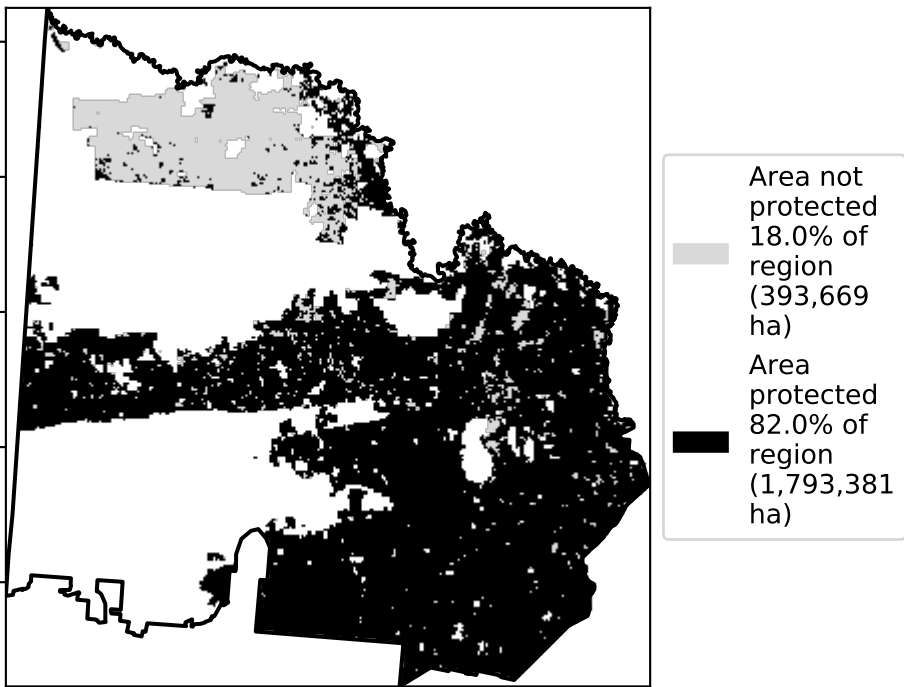 Area not
protected
18.0% of
region
(393,669
ha)
Area
protected
82.0% of
region
(1,793,381
ha)